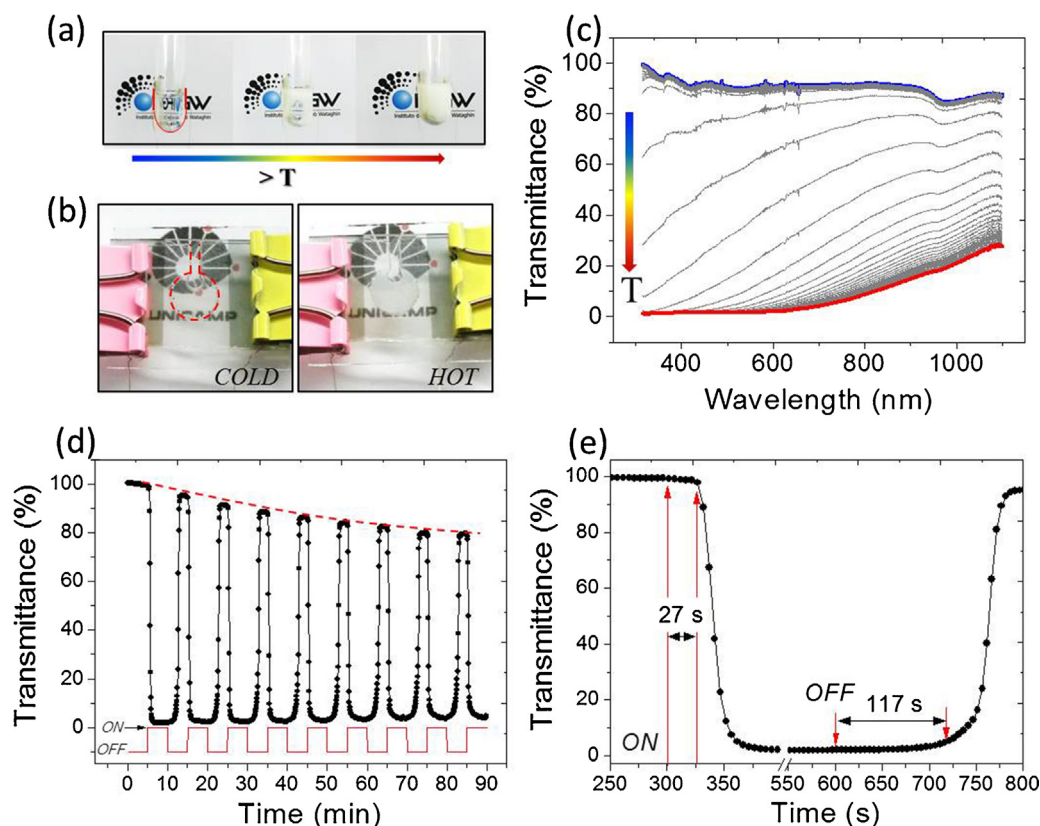 (a)
Instituto de Wataghin
> T
(b)
UNICAMP
COLD
HOT
(c)
Transmittance (%)
100
80
60
40
20
0
T
400 600 800 1000
Wavelength (nm)
(d)
Transmittance (%)
100
80
60
40
20
0
ON
OFF
0 10 20 30 40 50 60 70 80 90
Time (min)
(e)
Transmittance (%)
100
80
60
40
20
0
27 s
OFF
117 s
ON
250 300 350 550 600 650 700 750 800
Time (s)